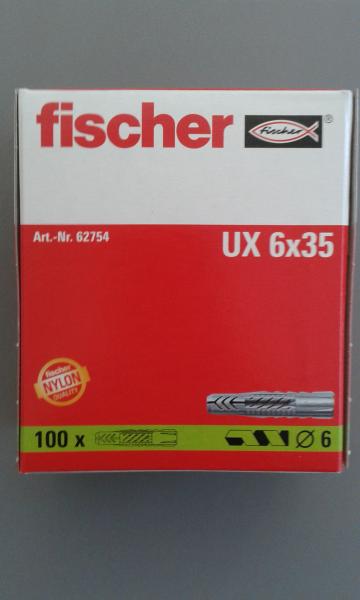 fischer
fischer
®
Art.-Nr. 62754
UX 6x35
fischer
NYLON
QUALITY
100 x
Ø 6